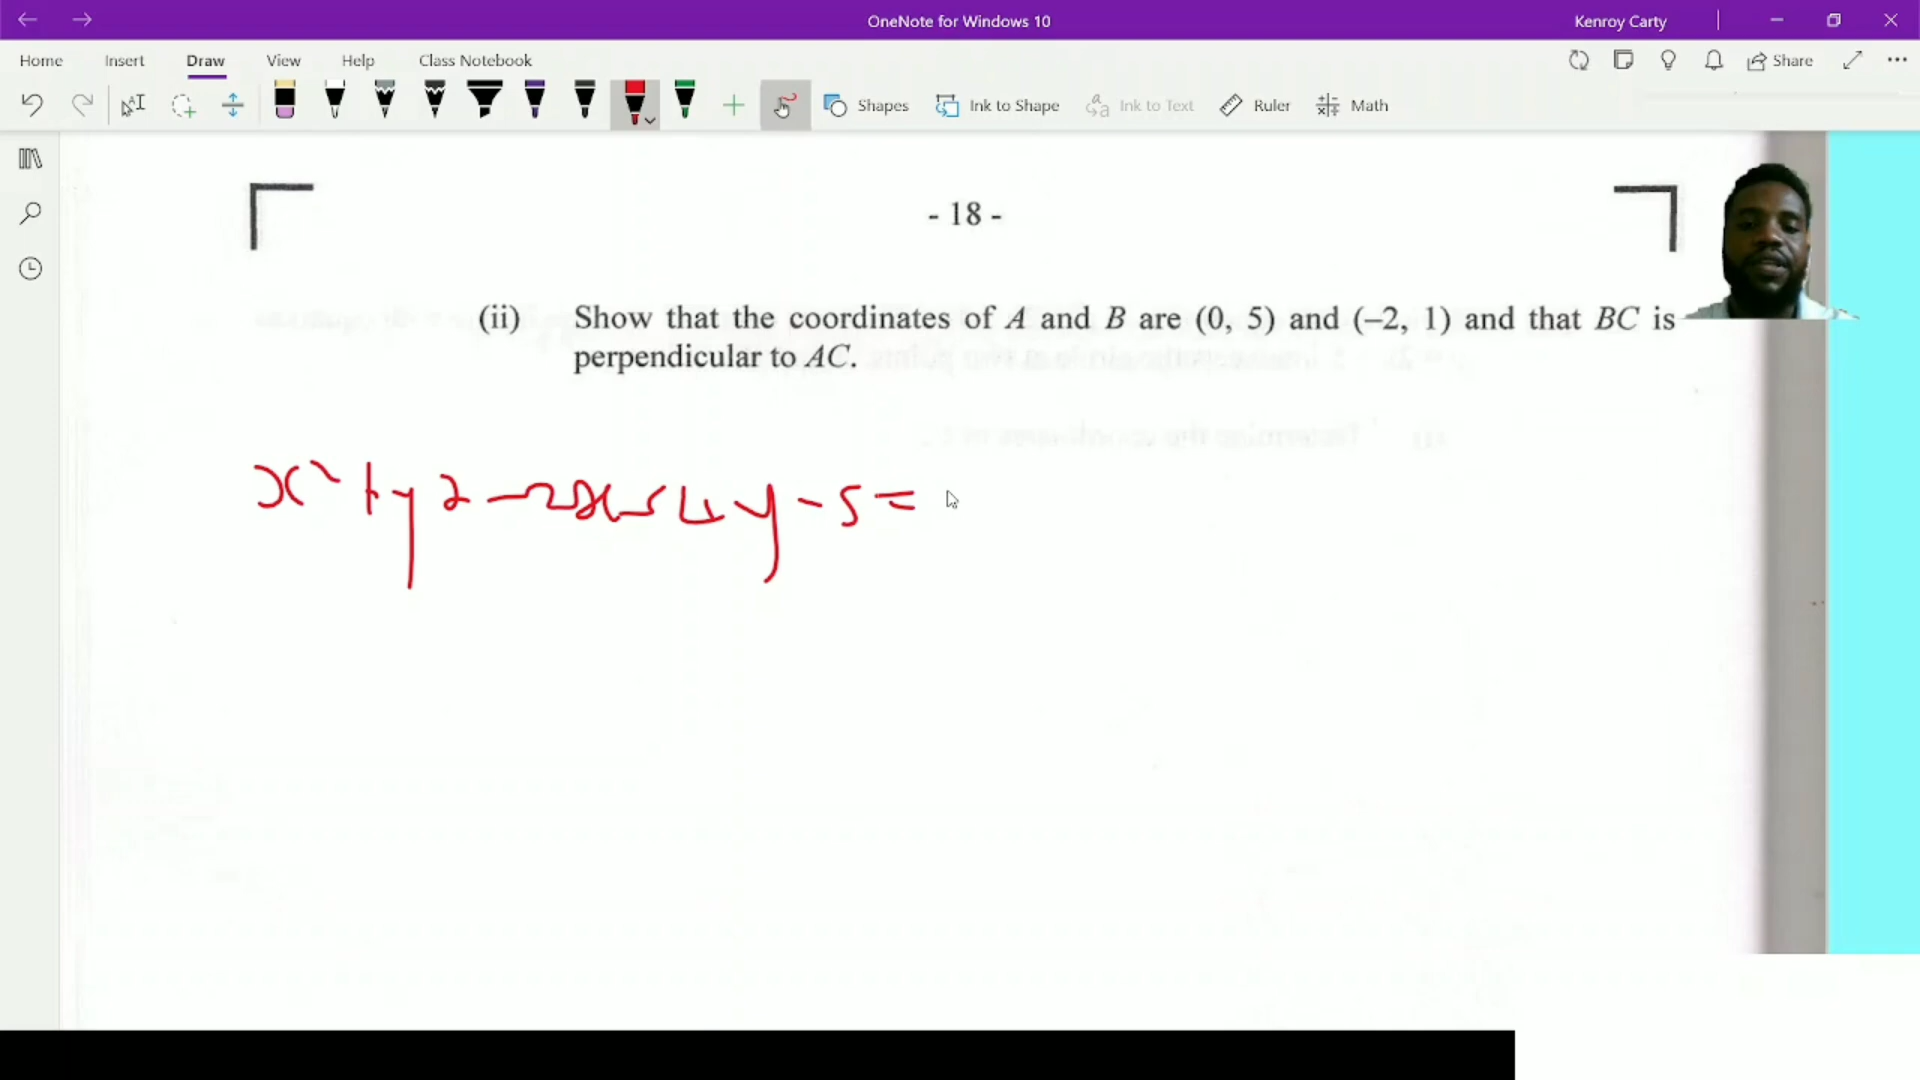 OneNote for Windows 10
Kenroy Carty
Home Insert Draw View Help Class Notebook
Share
Shapes Ink to Shape Ink to Text Ruler Math
- 18 -
(ii) Show that the coordinates of A and B are (0, 5) and (–2, 1) and that BC is
perpendicular to AC.
x² + y2 - 2x - 4y - 5 =